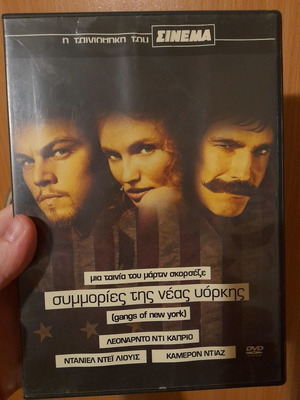 η ταινιοθήκη του ΣΙΝΕΜΑ
μια ταινία του μάρτιν σκορσέζε
συμμορίες της νέας υόρκης
(gangs of new york)
ΛΕΟΝΑΡΝΤΟ ΝΤΙ ΚΑΠΡΙΟ
ΝΤΑΝΙΕΛ ΝΤΕΪ ΛΙΟΥΙΣ ΚΑΜΕΡΟΝ ΝΤΙΑΖ
DVD